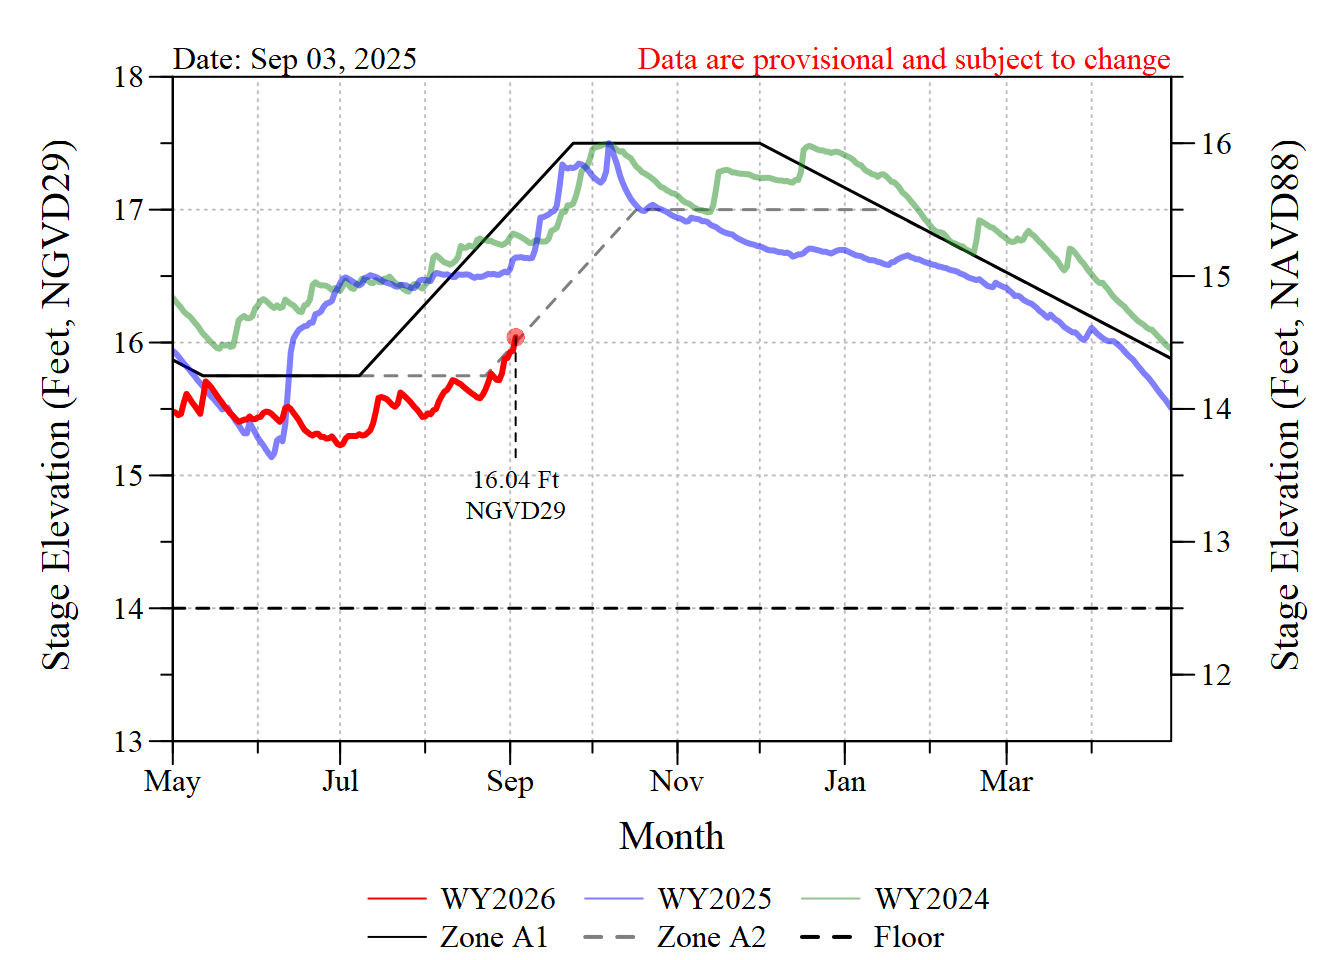 Date: Sep 03, 2025
Data are provisional and subject to change
18
17
16
15
14
13
Stage Elevation (Feet, NGVD29)
16
15
14
13
12
Stage Elevation (Feet, NAVD88)
16.04 Ft
NGVD29
May Jul Sep Nov Jan Mar
Month
WY2026 WY2025 WY2024
Zone A1 Zone A2 Floor